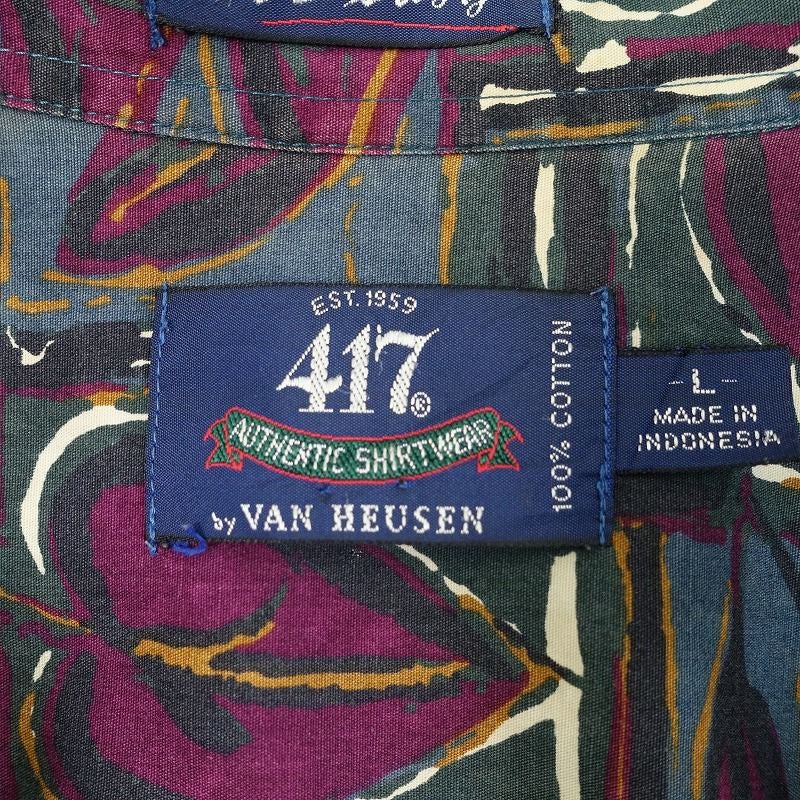 EST. 1959
417®
AUTHENTIC SHIRTWEAR
by VAN HEUSEN
100% COTTON
- L -
MADE IN
INDONESIA